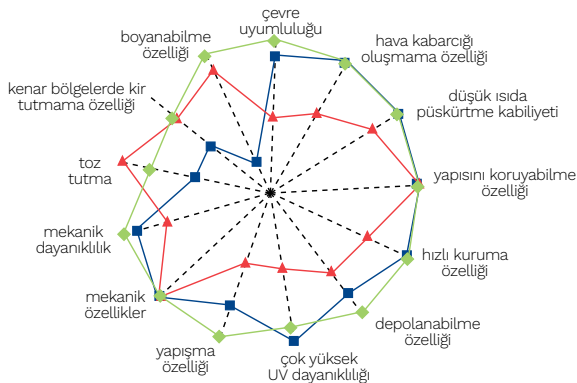 çevre
uyumluluğu
hava kabarcığı
oluşmama özelliği
düşük ısıda
püskürtme kabiliyeti
yapısını koruyabilme
özelliği
hızlı kuruma
özelliği
depolanabilme
özelliği
çok yüksek
UV dayanıklılığı
yapışma
özelliği
mekanik
özellikler
mekanik
dayanıklılık
toz
tutma
kenar bölgelerde kir
tutmama özelliği
boyanabilme
özelliği